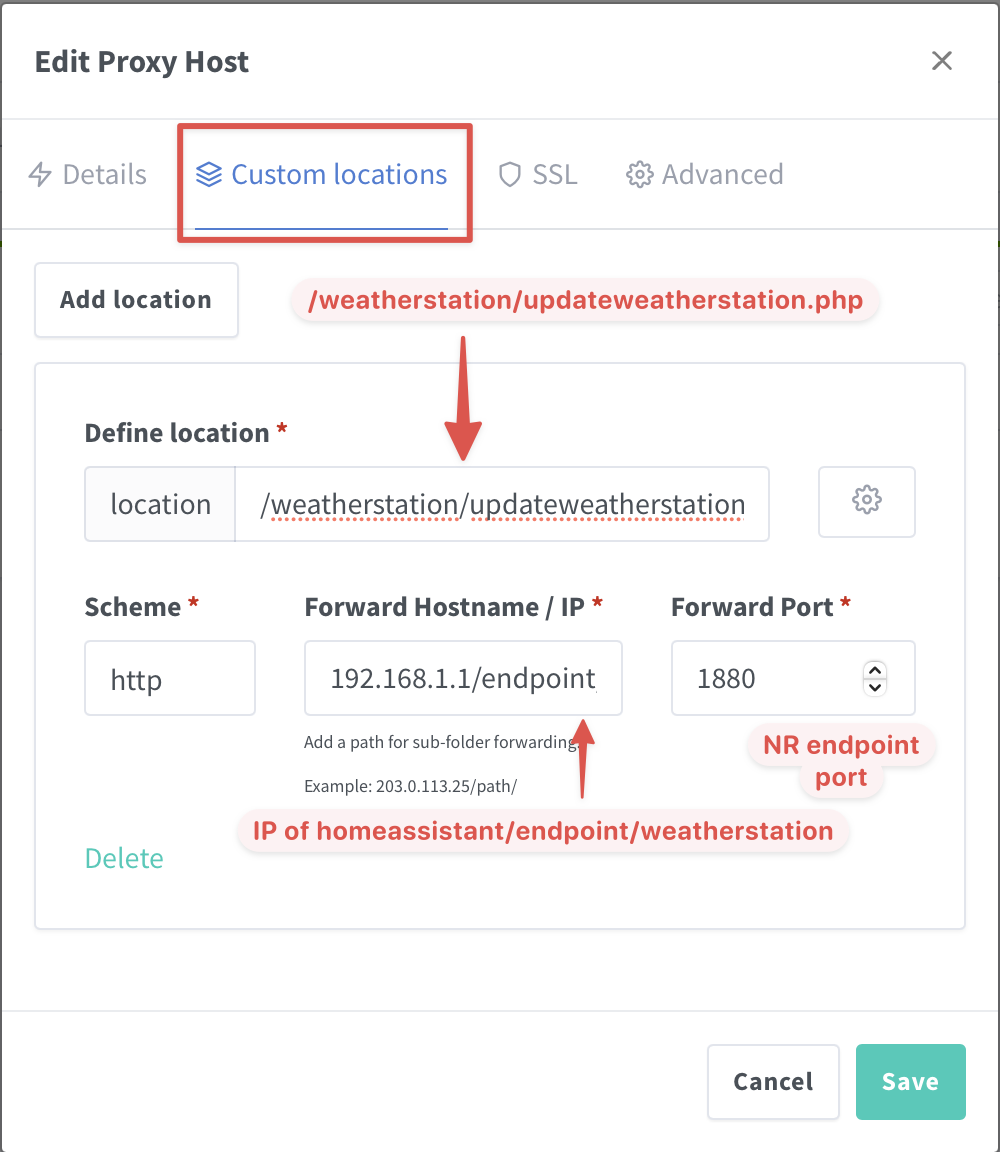 Edit Proxy Host
Details
Custom locations
SSL
Advanced
Add location
/weatherstation/updateweatherstation.php
Define location *
location
/weatherstation/updateweatherstation
Scheme *
Forward Hostname / IP *
Forward Port *
http
192.168.1.1/endpoint
1880
Add a path for sub-folder forwarding.
Example: 203.0.113.25/path/
NR endpoint
port
IP of homeassistant/endpoint/weatherstation
Delete
Cancel
Save